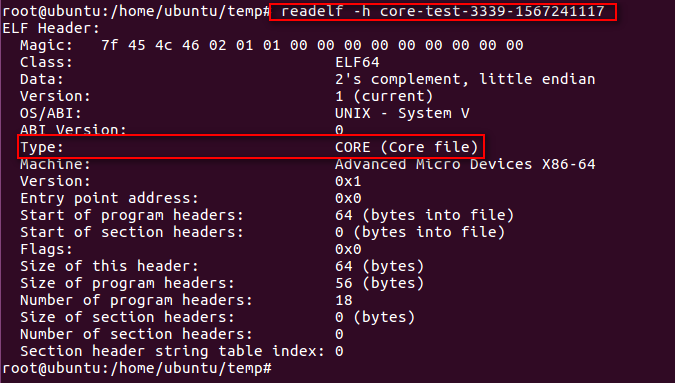 root@ubuntu:/home/ubuntu/temp# readelf -h core-test-3339-1567241117
ELF Header:
  Magic:   7f 45 4c 46 02 01 01 00 00 00 00 00 00 00 00 00
  Class:                             ELF64
  Data:                              2's complement, little endian
  Version:                           1 (current)
  OS/ABI:                            UNIX - System V
  ABI Version:                       0
  Type:                              CORE (Core file)
  Machine:                           Advanced Micro Devices X86-64
  Version:                           0x1
  Entry point address:               0x0
  Start of program headers:          64 (bytes into file)
  Start of section headers:          0 (bytes into file)
  Flags:                             0x0
  Size of this header:               64 (bytes)
  Size of program headers:           56 (bytes)
  Number of program headers:         18
  Size of section headers:           0 (bytes)
  Number of section headers:         0
  Section header string table index: 0
root@ubuntu:/home/ubuntu/temp#